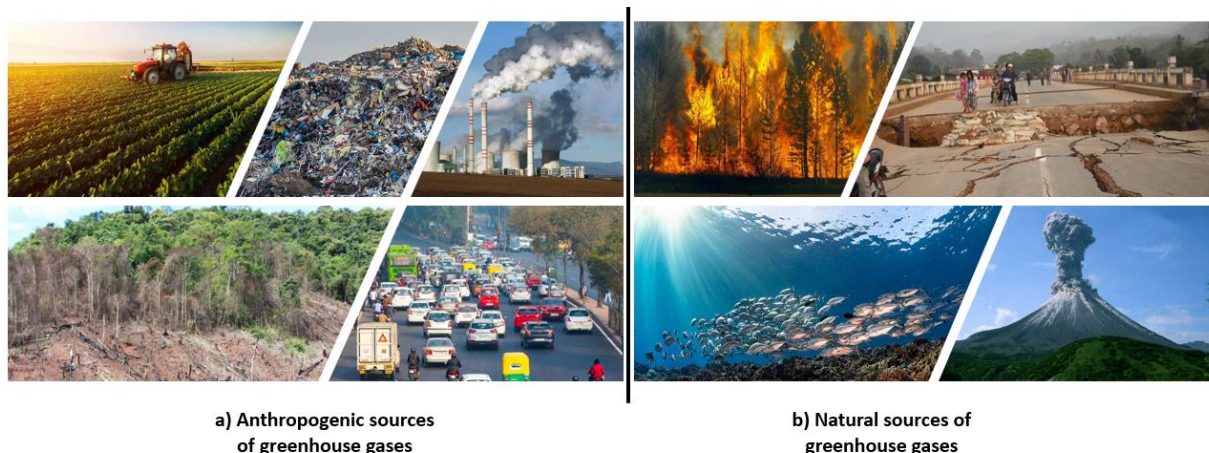 a) Anthropogenic sources
of greenhouse gases
b) Natural sources of
greenhouse gases